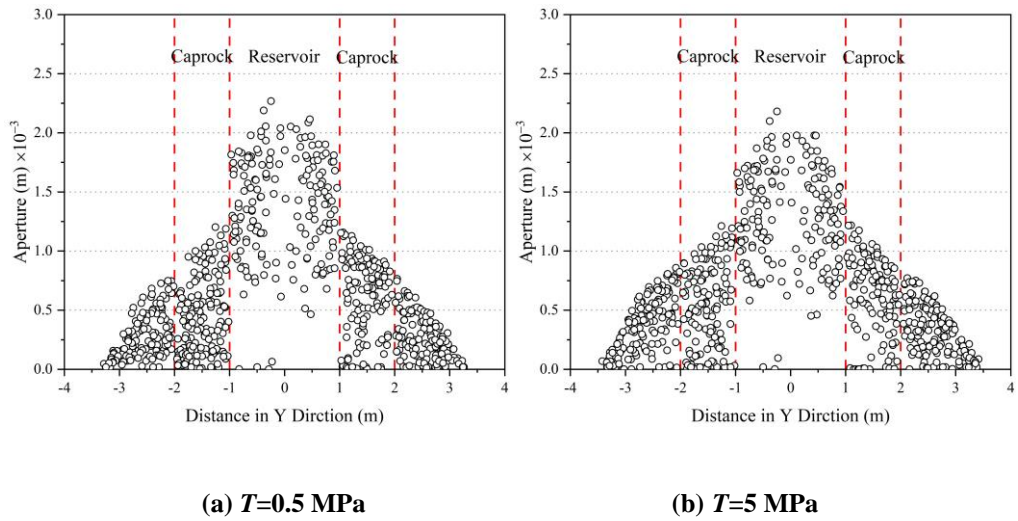 3.0
2.5
2.0
1.5
1.0
0.5
0.0
Aperture (m) ×10⁻³
Caprock
Reservoir
Caprock
-4 -3 -2 -1 0 1 2 3 4
Distance in Y Dirction (m)
(a) T=0.5 MPa
3.0
2.5
2.0
1.5
1.0
0.5
0.0
Aperture (m) ×10⁻³
Caprock
Reservoir
Caprock
-4 -3 -2 -1 0 1 2 3 4
Distance in Y Dirction (m)
(b) T=5 MPa